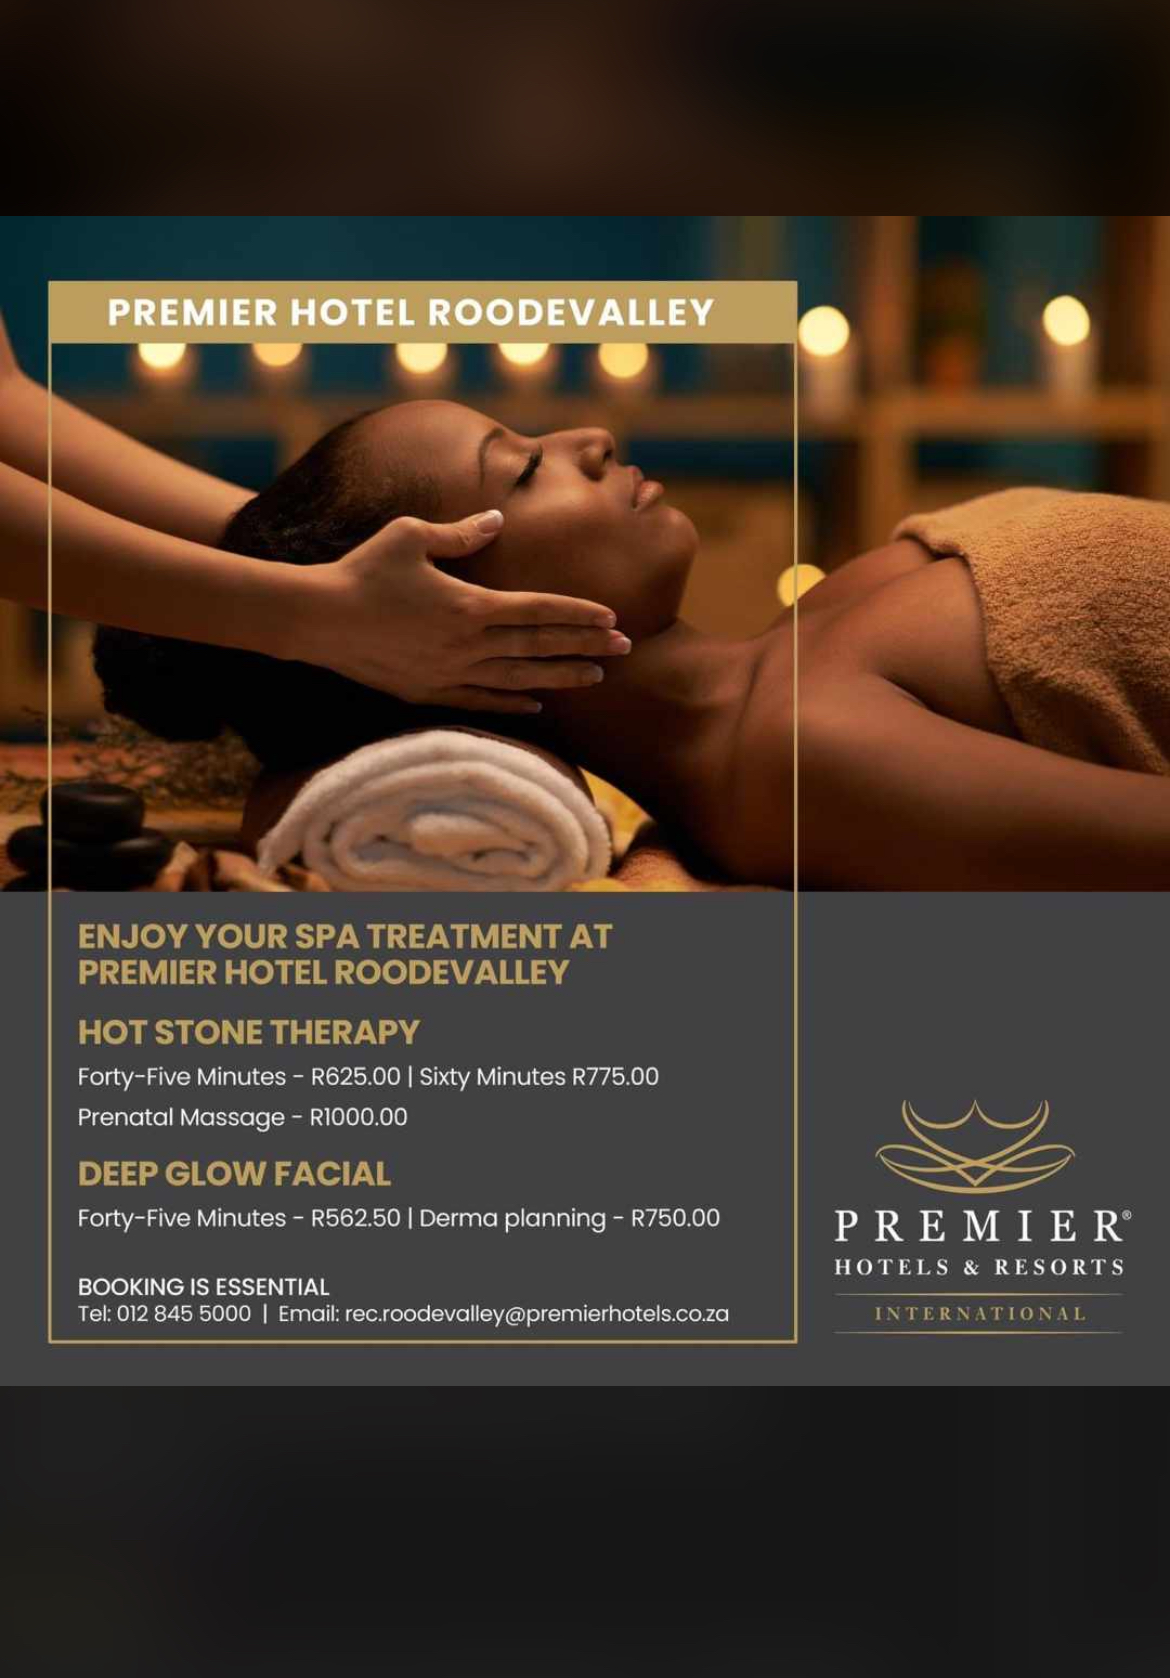 PREMIER HOTEL ROODEVALLEY
ENJOY YOUR SPA TREATMENT AT
PREMIER HOTEL ROODEVALLEY
HOT STONE THERAPY
Forty-Five Minutes - R625.00 | Sixty Minutes R775.00
Prenatal Massage - R1000.00
DEEP GLOW FACIAL
Forty-Five Minutes - R562.50 | Derma planning - R750.00
BOOKING IS ESSENTIAL
Tel: 012 845 5000 | Email: rec.roodevalley@premierhotels.co.za
PREMIER®
HOTELS & RESORTS
INTERNATIONAL